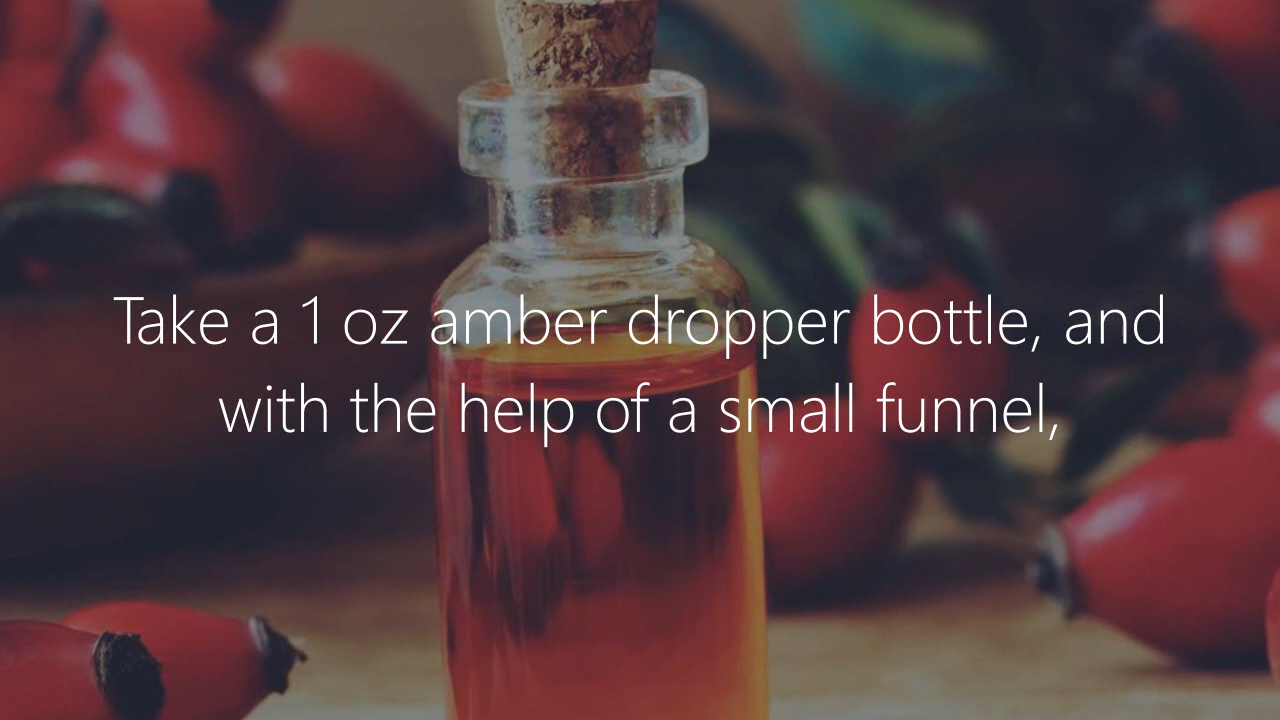 Take a 1 oz amber dropper bottle, and
with the help of a small funnel,